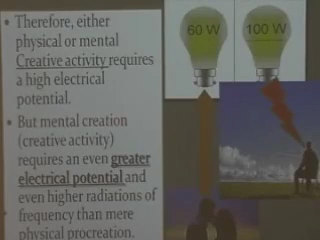 • Therefore, either
physical or mental
Creative activity requires
a high electrical
potential.
• But mental creation
(creative activity)
requires an even greater
electrical potential and
even higher radiations of
frequency than mere
physical procreation.
60 W
100 W